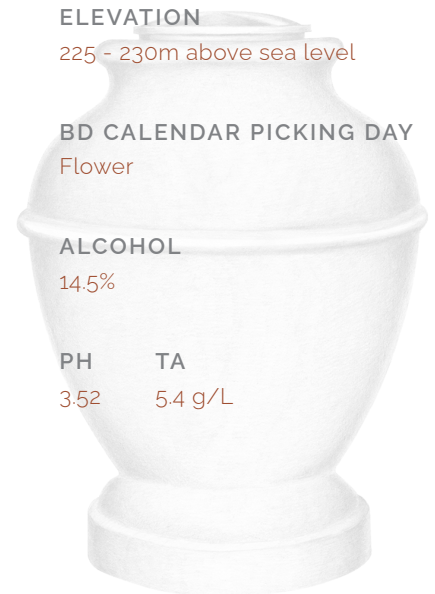 ELEVATION
225 - 230m above sea level
BD CALENDAR PICKING DAY
Flower
ALCOHOL
14.5%
PH TA
3.52 5.4 g/L